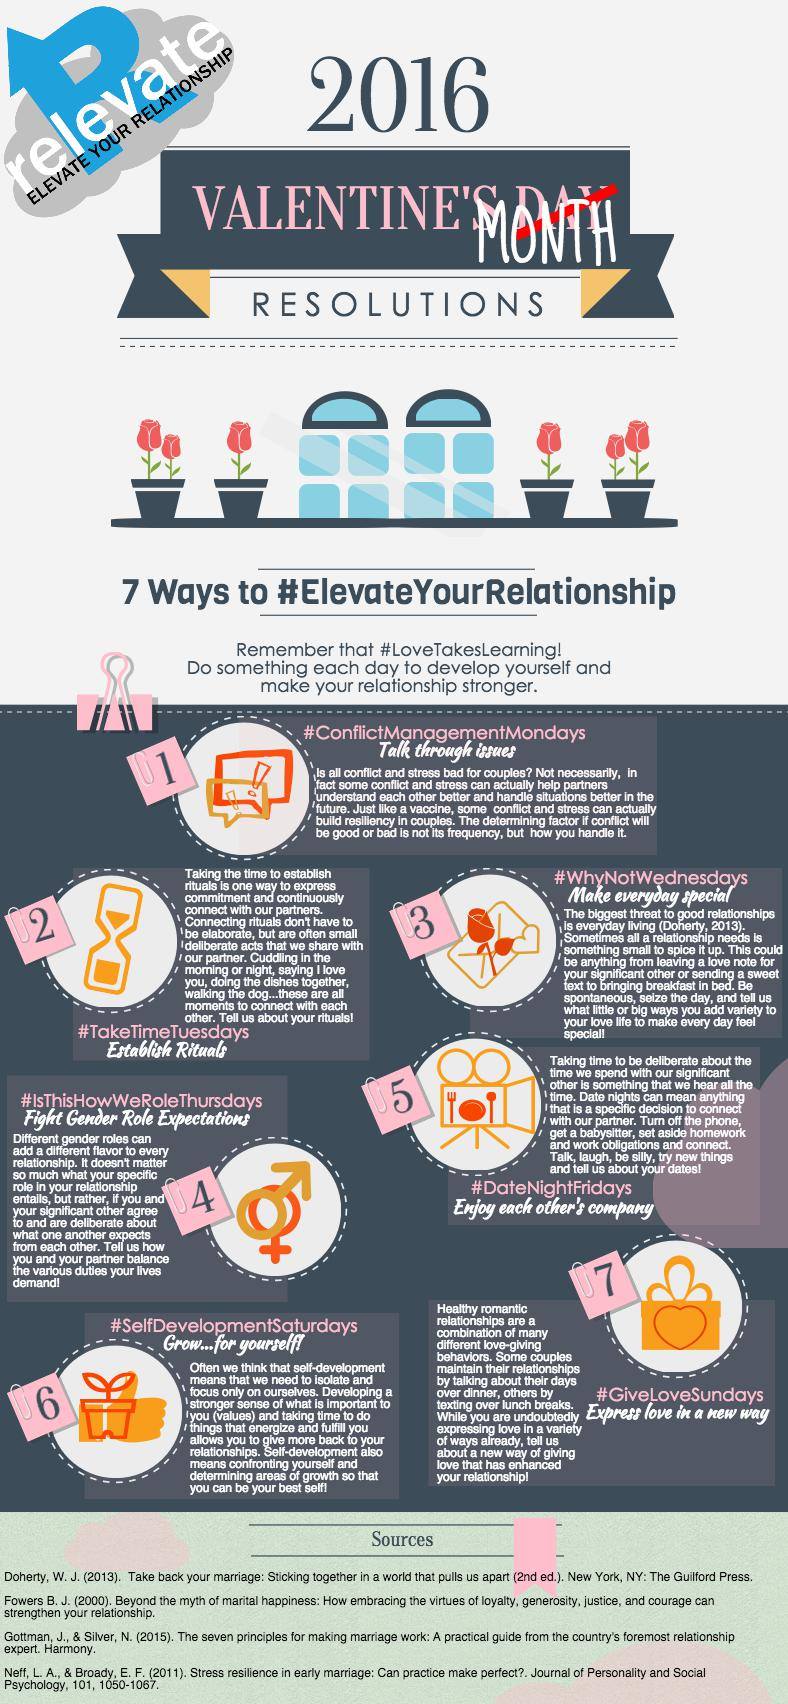 relevate
ELEVATE YOUR RELATIONSHIP
2016
VALENTINE'S DAY
MONTH
RESOLUTIONS
7 Ways to #ElevateYourRelationship
Remember that #LoveTakesLearning!
Do something each day to develop yourself and
make your relationship stronger.
1
#ConflictManagementMondays
Talk through issues
Is all conflict and stress bad for couples? Not necessarily, in
fact some conflict and stress can actually help partners
understand each other better and handle situations better in the
future. Just like a vaccine, some conflict and stress can actually
build resiliency in couples. The determining factor if conflict will
be good or bad is not its frequency, but how you handle it.
2
Taking the time to establish
rituals is one way to express
commitment and continuously
connect with our partners.
Connecting rituals don't have to
be elaborate, but are often small
deliberate acts that we share with
our partner. Cuddling in the
morning or night, saying I love
you, doing the dishes together,
walking the dog...these are all
moments to connect with each
other. Tell us about your rituals!
#TakeTimeTuesdays
Establish Rituals
3
#WhyNotWednesdays
Make everyday special
The biggest threat to good relationships
is everyday living (Doherty, 2013).
Sometimes all a relationship needs is
something small to spice it up. This could
be anything from leaving a love note for
your significant other or sending a sweet
text to bringing breakfast in bed. Be
spontaneous, seize the day, and tell us
what little or big ways you add variety to
your love life to make every day feel
special!
#IsThisHowWeRoleThursdays
Fight Gender Role Expectations
Different gender roles can
add a different flavor to every
relationship. It doesn't matter
so much what your specific
role in your relationship
entails, but rather, if you and
your significant other agree
to and are deliberate about
what one another expects
from each other. Tell us how
you and your partner balance
the various duties your lives
demand!
4
5
Taking time to be deliberate about the
time we spend with our significant
other is something that we hear all the
time. Date nights can mean anything
that is a specific decision to connect
with our partner. Turn off the phone,
get a babysitter, set aside homework
and work obligations and connect.
Talk, laugh, be silly, try new things
and tell us about your dates!
#DateNightFridays
Enjoy each other's company
#SelfDevelopmentSaturdays
Grow...for yourself!
6
Often we think that self-development
means that we need to isolate and
focus only on ourselves. Developing a
stronger sense of what is important to
you (values) and taking time to do
things that energize and fulfill you
allows you to give more back to your
relationships. Self-development also
means confronting yourself and
determining areas of growth so that
you can be your best self!
7
Healthy romantic
relationships are a
combination of many
different love-giving
behaviors. Some couples
maintain their relationships
by talking about their days
over dinner, others by
texting over lunch breaks.
While you are undoubtedly
expressing love in a variety
of ways already, tell us
about a new way of giving
love that has enhanced
your relationship!
#GiveLoveSundays
Express love in a new way
Sources
Doherty, W. J. (2013). Take back your marriage: Sticking together in a world that pulls us apart (2nd ed.). New York, NY: The Guilford Press.
Fowers B. J. (2000). Beyond the myth of marital happiness: How embracing the virtues of loyalty, generosity, justice, and courage can
strengthen your relationship.
Gottman, J., & Silver, N. (2015). The seven principles for making marriage work: A practical guide from the country's foremost relationship
expert. Harmony.
Neff, L. A., & Broady, E. F. (2011). Stress resilience in early marriage: Can practice make perfect?. Journal of Personality and Social
Psychology, 101, 1050-1067.